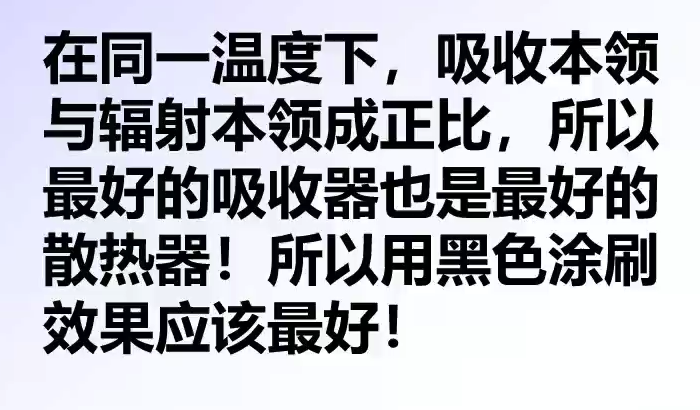 在同一温度下，吸收本领
与辐射本领成正比，所以
最好的吸收器也是最好的
散热器！所以用黑色涂刷
效果应该最好！